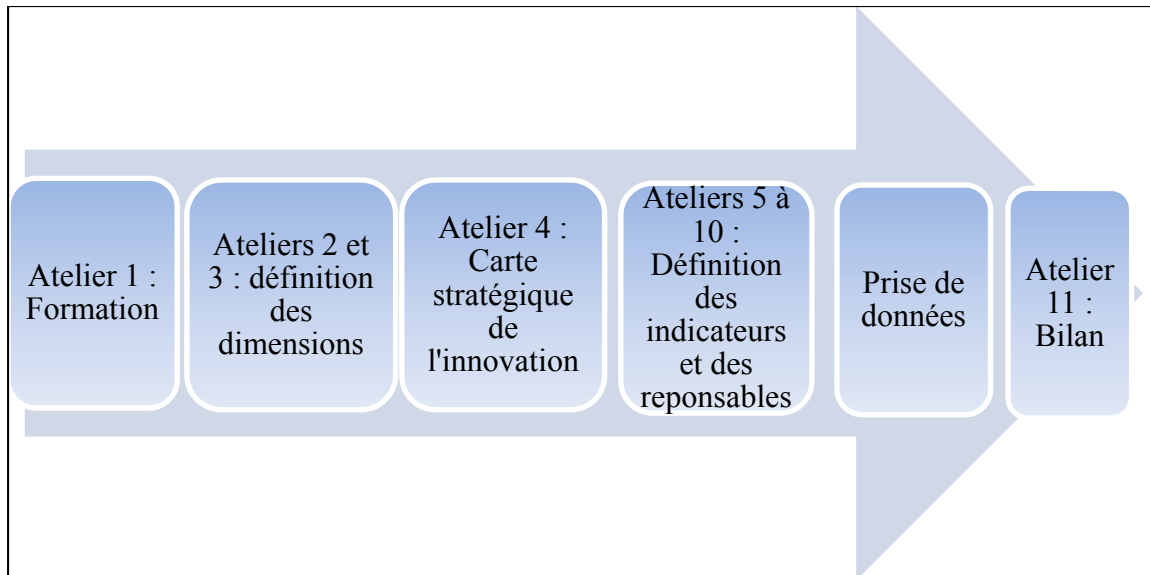 Atelier 1 :
Formation
Ateliers 2 et
3 : définition
des
dimensions
Atelier 4 :
Carte
stratégique
de
l'innovation
Ateliers 5 à
10 :
Définition
des
indicateurs
et des
reponsables
Prise de
données
Atelier
11 :
Bilan